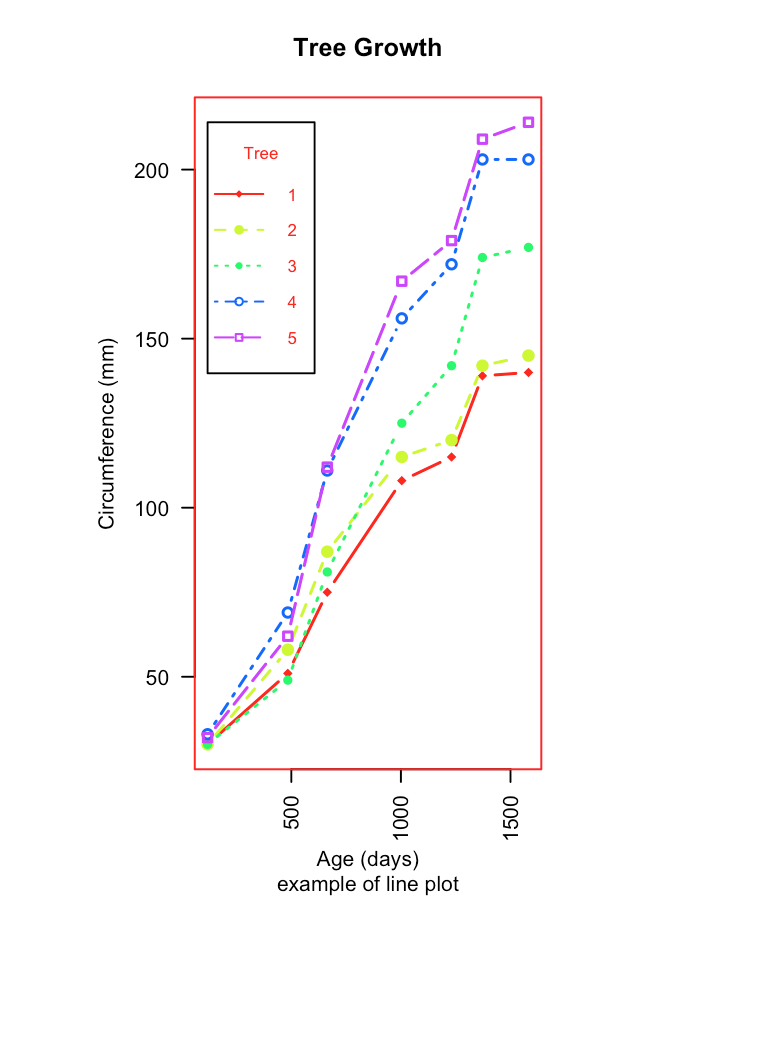 Tree Growth
Tree
1
2
3
4
5
200
150
100
50
Circumference (mm)
500
1000
1500
Age (days)
example of line plot